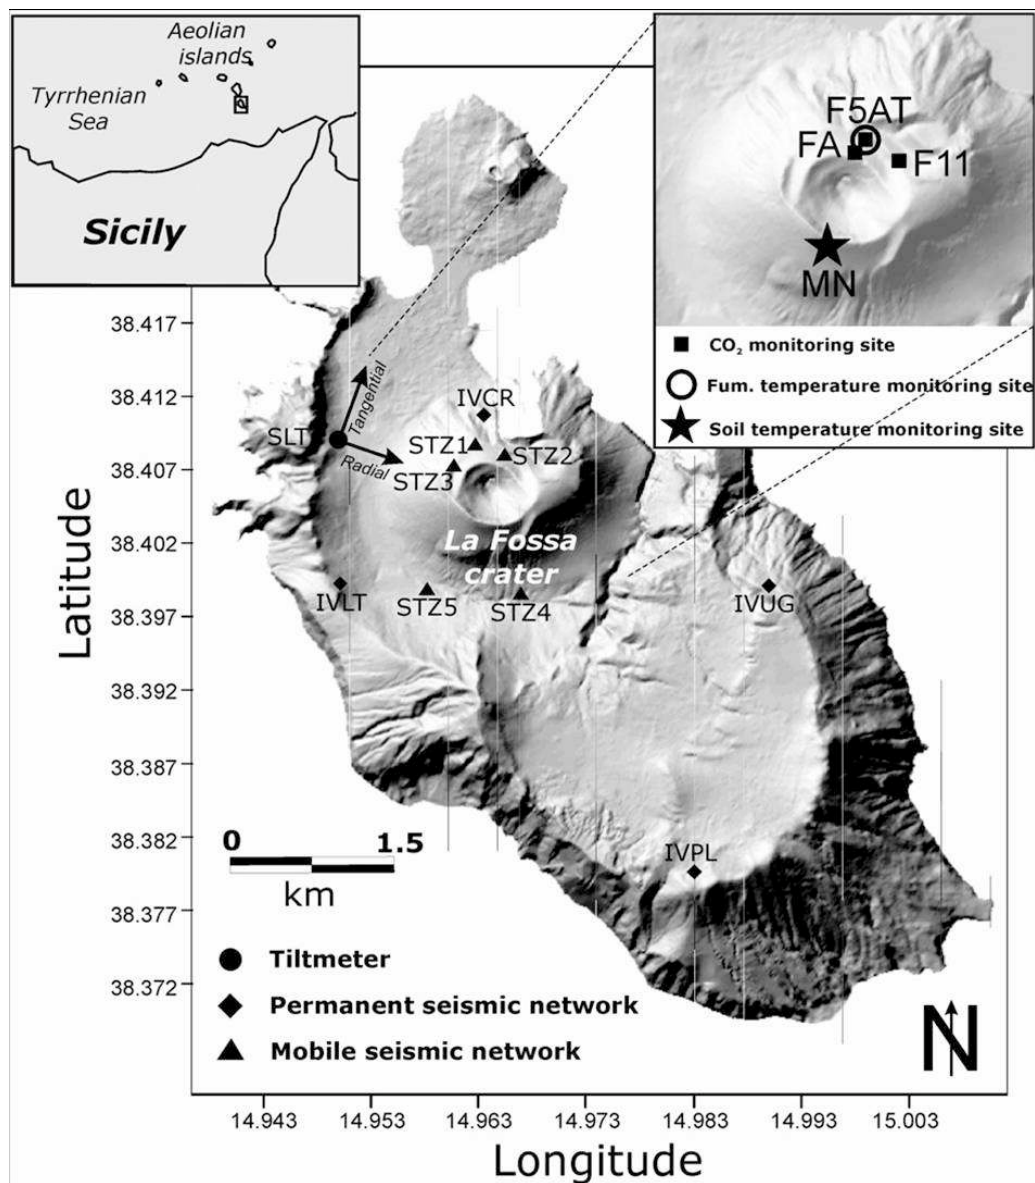 Aeolian
islands
Tyrrhenian
Sea
Sicily
F5AT
FA
F11
MN
CO₂ monitoring site
Fum. temperature monitoring site
Soil temperature monitoring site
38.417
38.412
38.407
38.402
38.397
38.392
38.387
38.382
38.377
38.372
Latitude
Tangential
IVCR
SLT
STZ1
STZ2
Radial
STZ3
La Fossa
crater
IVLT
STZ5
STZ4
IVUG
IVPL
0 1.5
km
Tiltmeter
Permanent seismic network
Mobile seismic network
N
14.943 14.953 14.963 14.973 14.983 14.993 15.003
Longitude